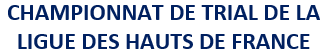 CHAMPIONNAT DE TRIAL DE LA
LIGUE DES HAUTS DE FRANCE